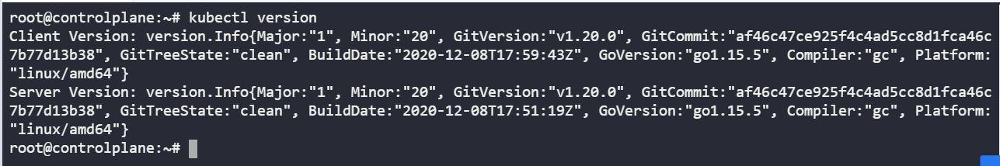 root@controlplane:~# kubectl version
Client Version: version.Info{Major:"1", Minor:"20", GitVersion:"v1.20.0", GitCommit:"af46c47ce925f4c4ad5cc8d1fca46c
7b77d13b38", GitTreeState:"clean", BuildDate:"2020-12-08T17:59:43Z", GoVersion:"go1.15.5", Compiler:"gc", Platform:
"linux/amd64"}
Server Version: version.Info{Major:"1", Minor:"20", GitVersion:"v1.20.0", GitCommit:"af46c47ce925f4c4ad5cc8d1fca46c
7b77d13b38", GitTreeState:"clean", BuildDate:"2020-12-08T17:51:19Z", GoVersion:"go1.15.5", Compiler:"gc", Platform:
"linux/amd64"}
root@controlplane:~#